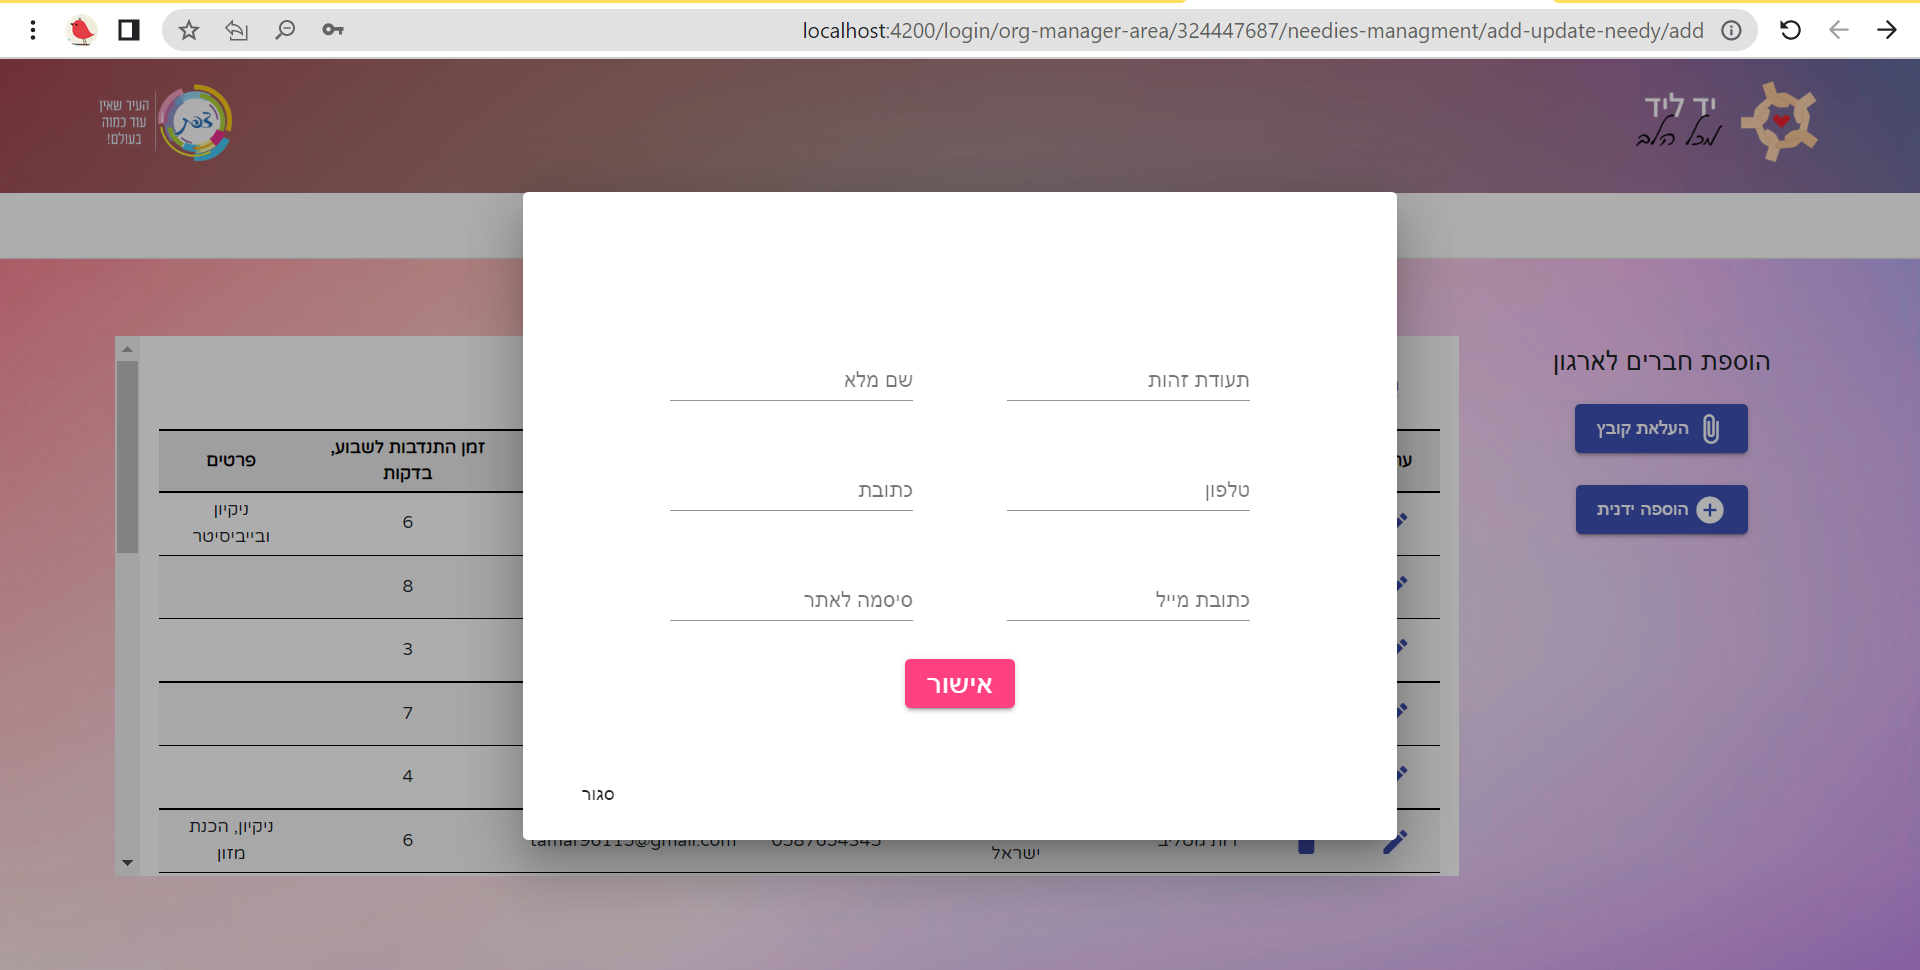 localhost:4200/login/org-manager-area/324447687/needies-managment/add-update-needy/add
יד ליד
מכל הלב
העיר שאין
עוד כמוה
בעולם!
צפת
הוספת חברים לארגון
העלאת קובץ
הוספה ידנית
תעודת זהות
שם מלא
טלפון
כתובת
כתובת מייל
סיסמה לאתר
אישור
סגור
זמן התנדבות לשבוע,
בדקות
פרטים
6
ניקיון
ובייביסיטר
8
3
7
4
ישראל
6
ניקיון, הכנת
מזון